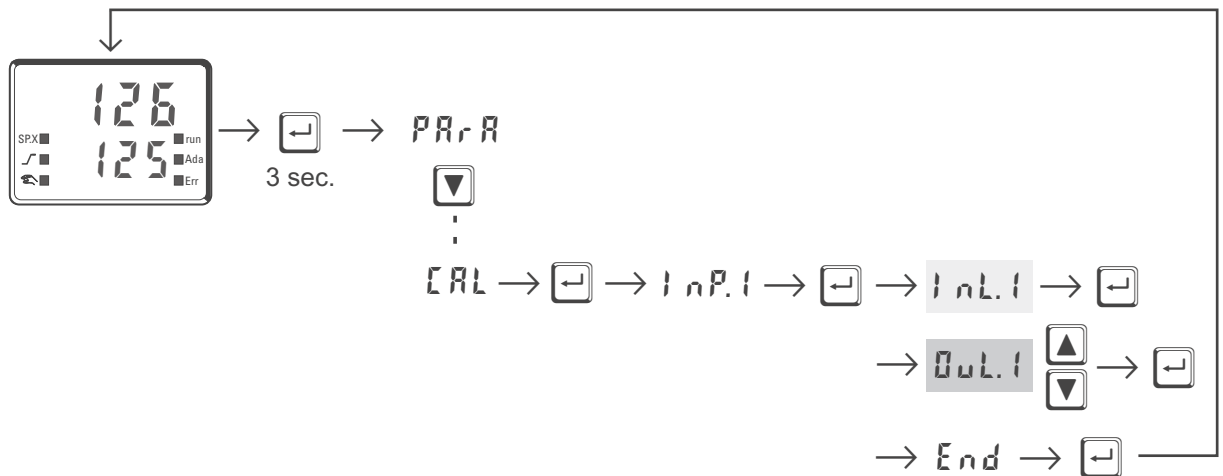 126
SP.X run
125 Ada
Err
PArA
3 sec.
CAL InP.1 InL.1
OuL.1
End